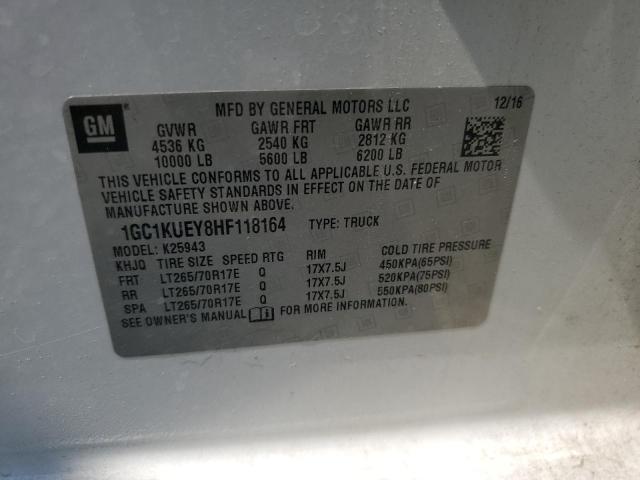 GM
MFD BY GENERAL MOTORS LLC 12/16
GVWR GAWR FRT GAWR RR
4536 KG 2540 KG 2812 KG
10000 LB 5600 LB 6200 LB
THIS VEHICLE CONFORMS TO ALL APPLICABLE U.S. FEDERAL MOTOR
VEHICLE SAFETY STANDARDS IN EFFECT ON THE DATE OF
MANUFACTURE SHOWN ABOVE.
1GC1KUEY8HF118164 TYPE: TRUCK
MODEL: K25943
KHJQ TIRE SIZE SPEED RTG RIM COLD TIRE PRESSURE
FRT LT265/70R17E Q 17X7.5J 450KPA(65PSI)
RR LT265/70R17E Q 17X7.5J 520KPA(75PSI)
SPA LT265/70R17E Q 17X7.5J 550KPA(80PSI)
SEE OWNER'S MANUAL FOR MORE INFORMATION.